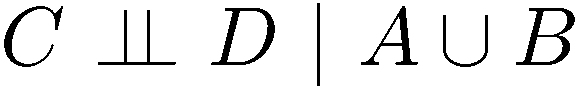 C ⫫ D | A ∪ B